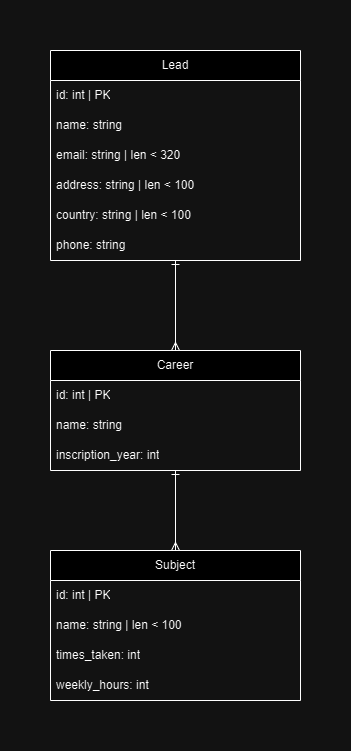 Lead
id: int | PK
name: string
email: string | len < 320
address: string | len < 100
country: string | len < 100
phone: string
Career
id: int | PK
name: string
inscription_year: int
Subject
id: int | PK
name: string | len < 100
times_taken: int
weekly_hours: int